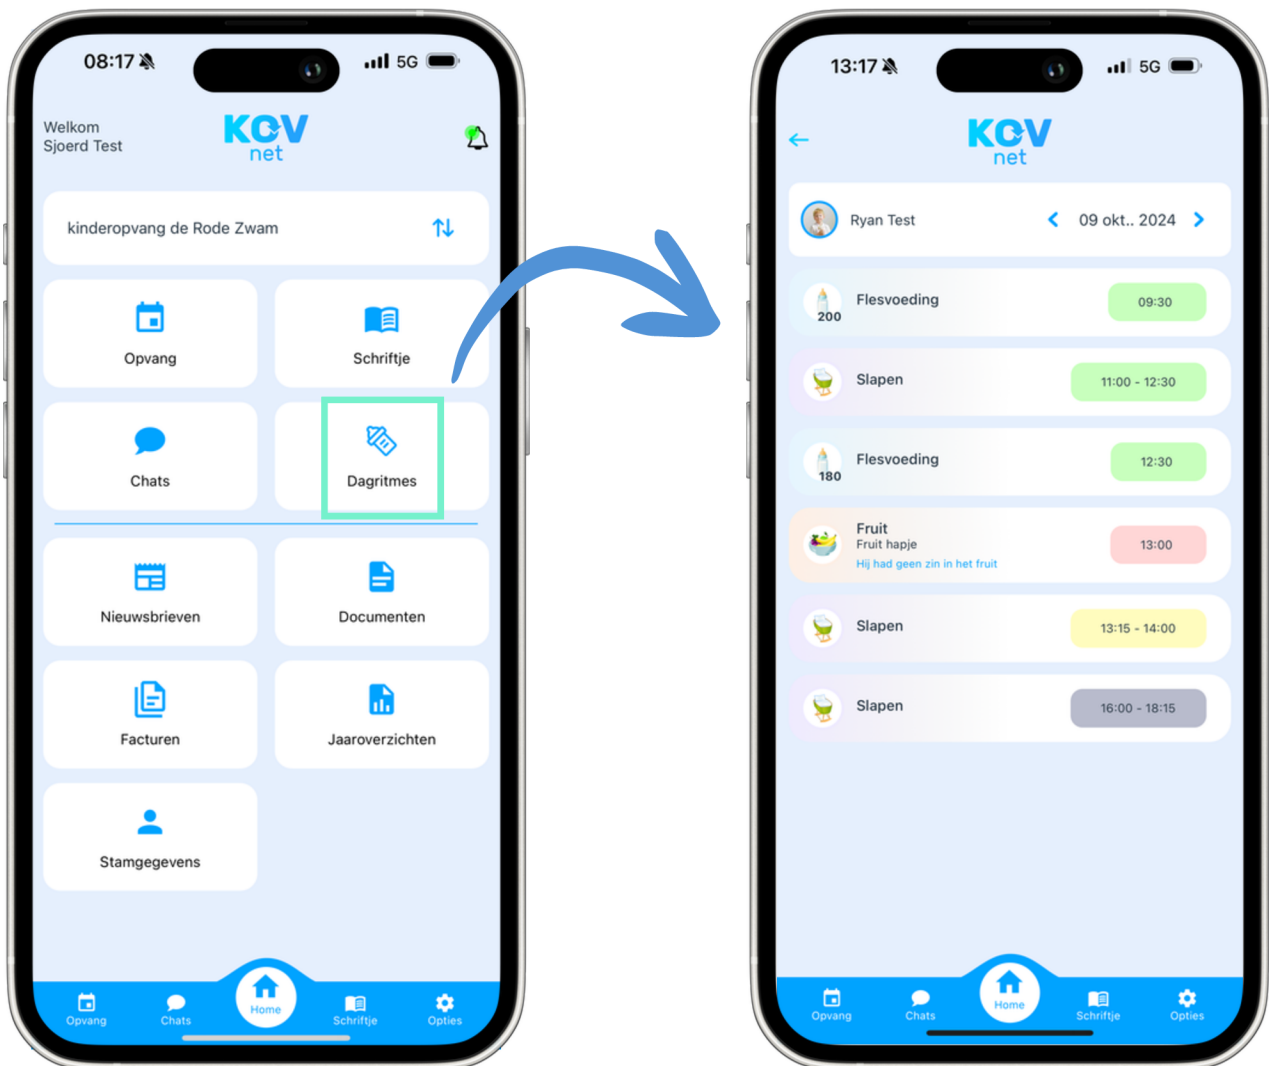 08:17
5G
Welkom
Sjoerd Test
KOV
net
kinderopvang de Rode Zwam
Opvang
Schriftje
Chats
Dagritmes
Nieuwsbrieven
Documenten
Facturen
Jaaroverzichten
Stamgegevens
Opvang
Chats
Home
Schriftje
Opties
13:17
5G
KOV
net
Ryan Test
09 okt.. 2024
200
Flesvoeding
09:30
Slapen
11:00 - 12:30
180
Flesvoeding
12:30
Fruit
Fruit hapje
Hij had geen zin in het fruit
13:00
Slapen
13:15 - 14:00
Slapen
16:00 - 18:15
Opvang
Chats
Home
Schriftje
Opties